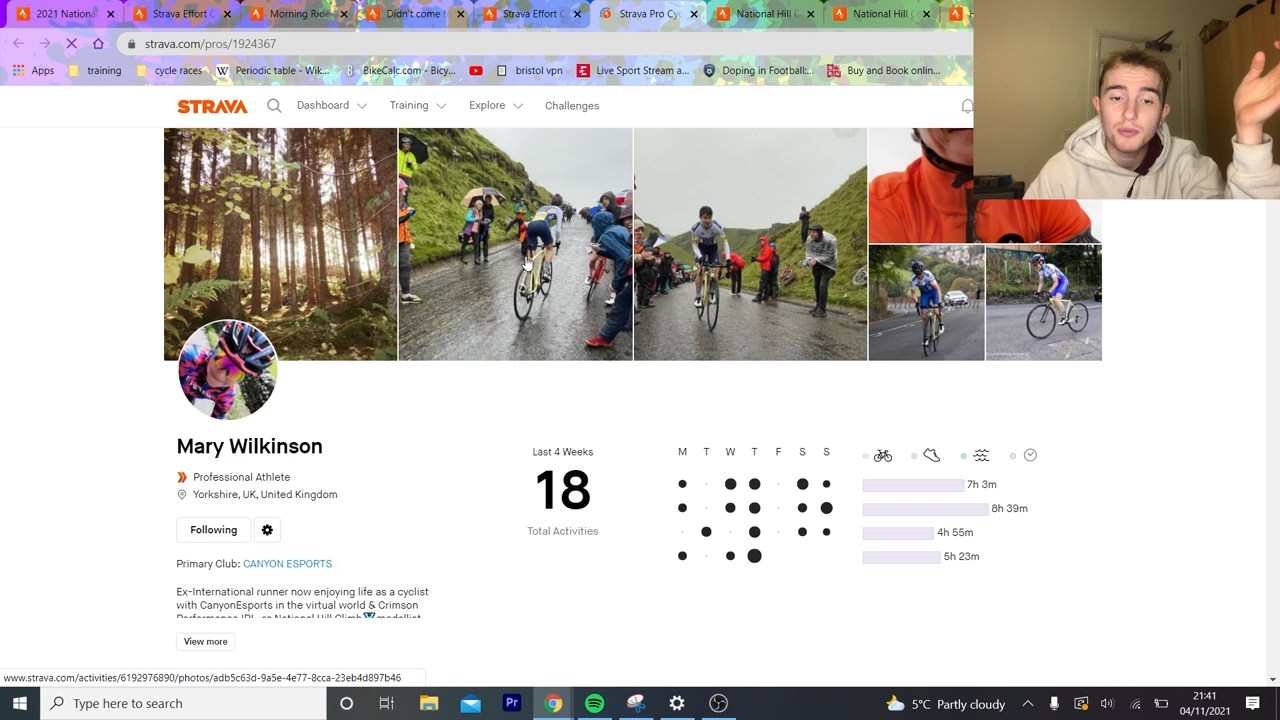 2021 National
Strava Effort C
Morning Ride
Didn't come t
Strava Effort C
Strava Pro Cyc
National Hill C
National Hill
strava.com/pros/1924367
Apps
training
cycle races
Periodic table - Wik...
BikeCalc.com - Bicy...
bristol vpn
Live Sport Stream a...
Doping in Football:...
Buy and Book onlin...
STRAVA
Dashboard
Training
Explore
Challenges
Mary Wilkinson
Professional Athlete
Yorkshire, UK, United Kingdom
Following
Primary Club: CANYON ESPORTS
Ex-International runner now enjoying life as a cyclist
with CanyonEsports in the virtual world & Crimson
View more
Last 4 Weeks
18
Total Activities
M T W T F S S
7h 3m
8h 39m
4h 55m
5h 23m
www.strava.com/activities/6192976890/photos/adb5c63d-9a5e-4e77-8cca-23eb4d897b46
Type here to search
Pr
5°C Partly cloudy
21:41
04/11/2021